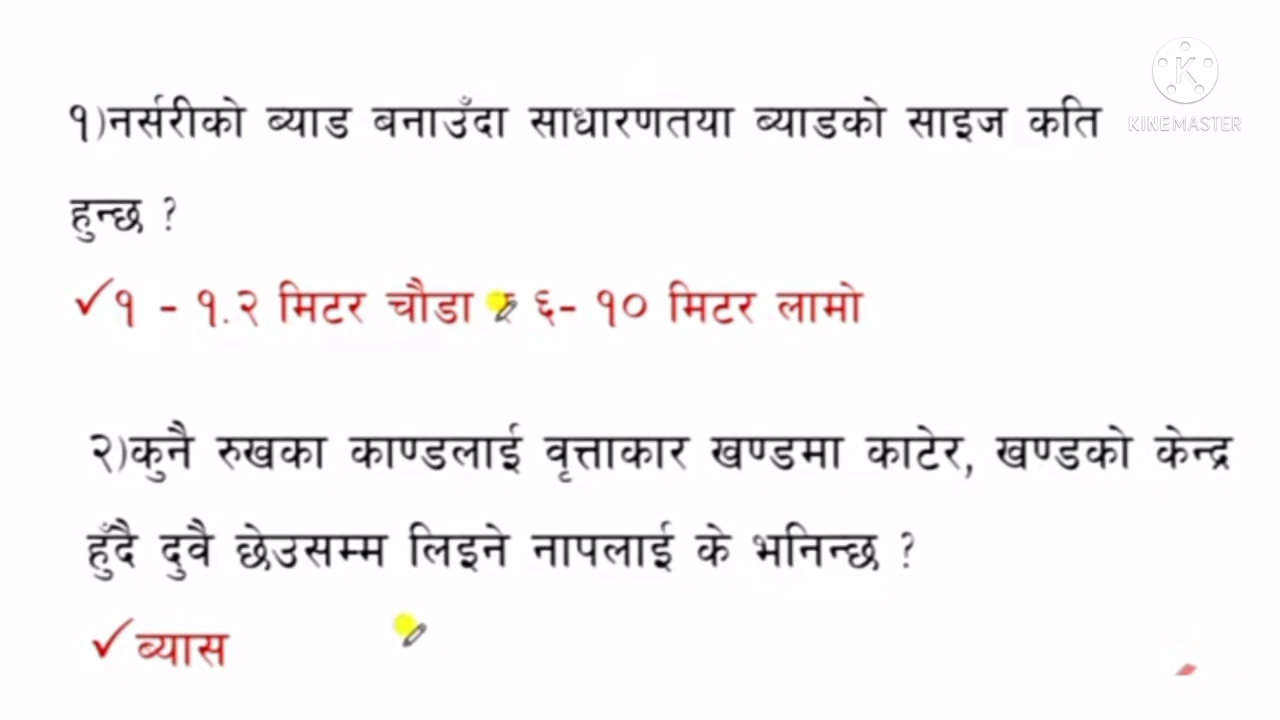 १)नर्सरीको ब्याड बनाउँदा साधारणतया ब्याडको साइज कति
हुन्छ ?
✓१ - १.२ मिटर चौडा ६- १० मिटर लामो
२)कुनै रुखका काण्डलाई वृत्ताकार खण्डमा काटेर, खण्डको केन्द्र
हुँदै दुवै छेउसम्म लिइने नापलाई के भनिन्छ ?
✓ब्यास
K
KINEMASTER